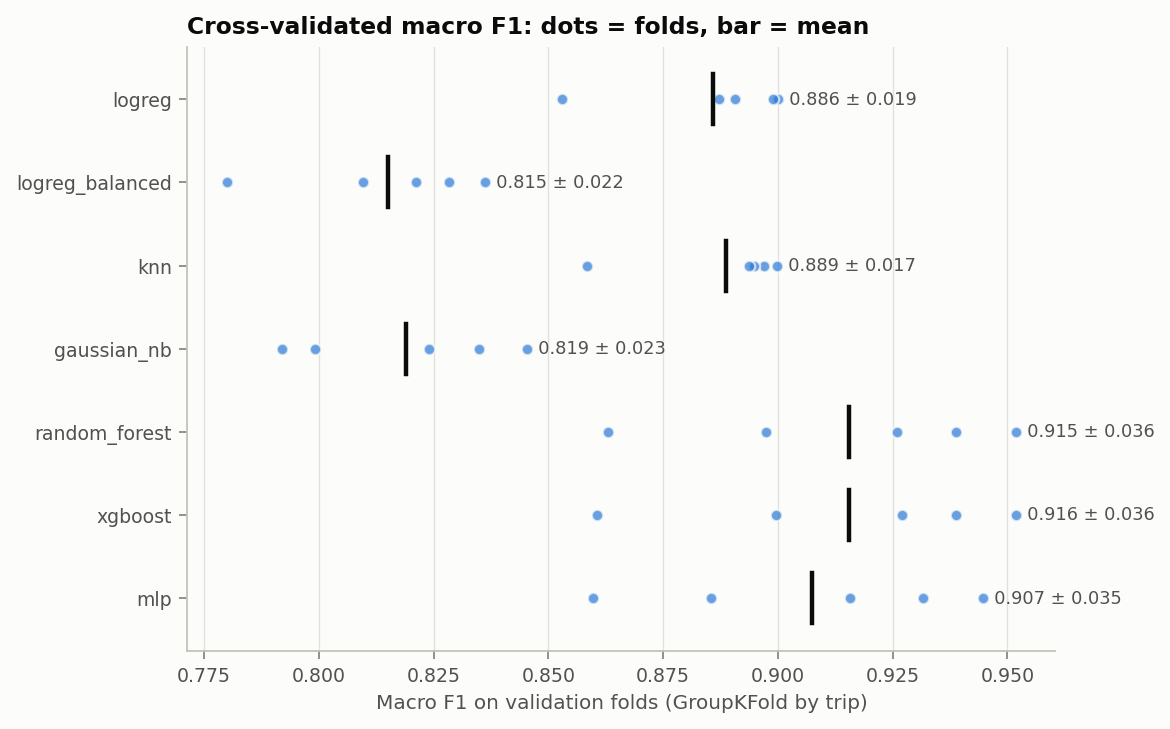 Cross-validated macro F1: dots = folds, bar = mean
logreg
0.886 ± 0.019
logreg_balanced
0.815 ± 0.022
knn
0.889 ± 0.017
gaussian_nb
0.819 ± 0.023
random_forest
0.915 ± 0.036
xgboost
0.916 ± 0.036
mlp
0.907 ± 0.035
0.775 0.800 0.825 0.850 0.875 0.900 0.925 0.950
Macro F1 on validation folds (GroupKFold by trip)